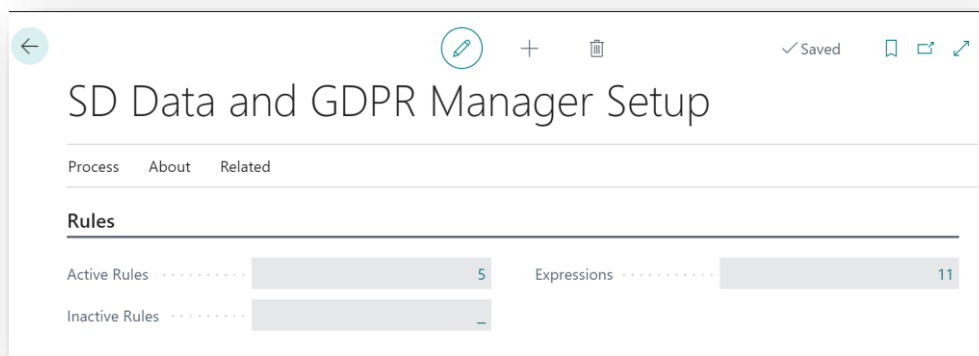 Saved
SD Data and GDPR Manager Setup
Process About Related
Rules
Active Rules 5 Expressions 11
Inactive Rules _